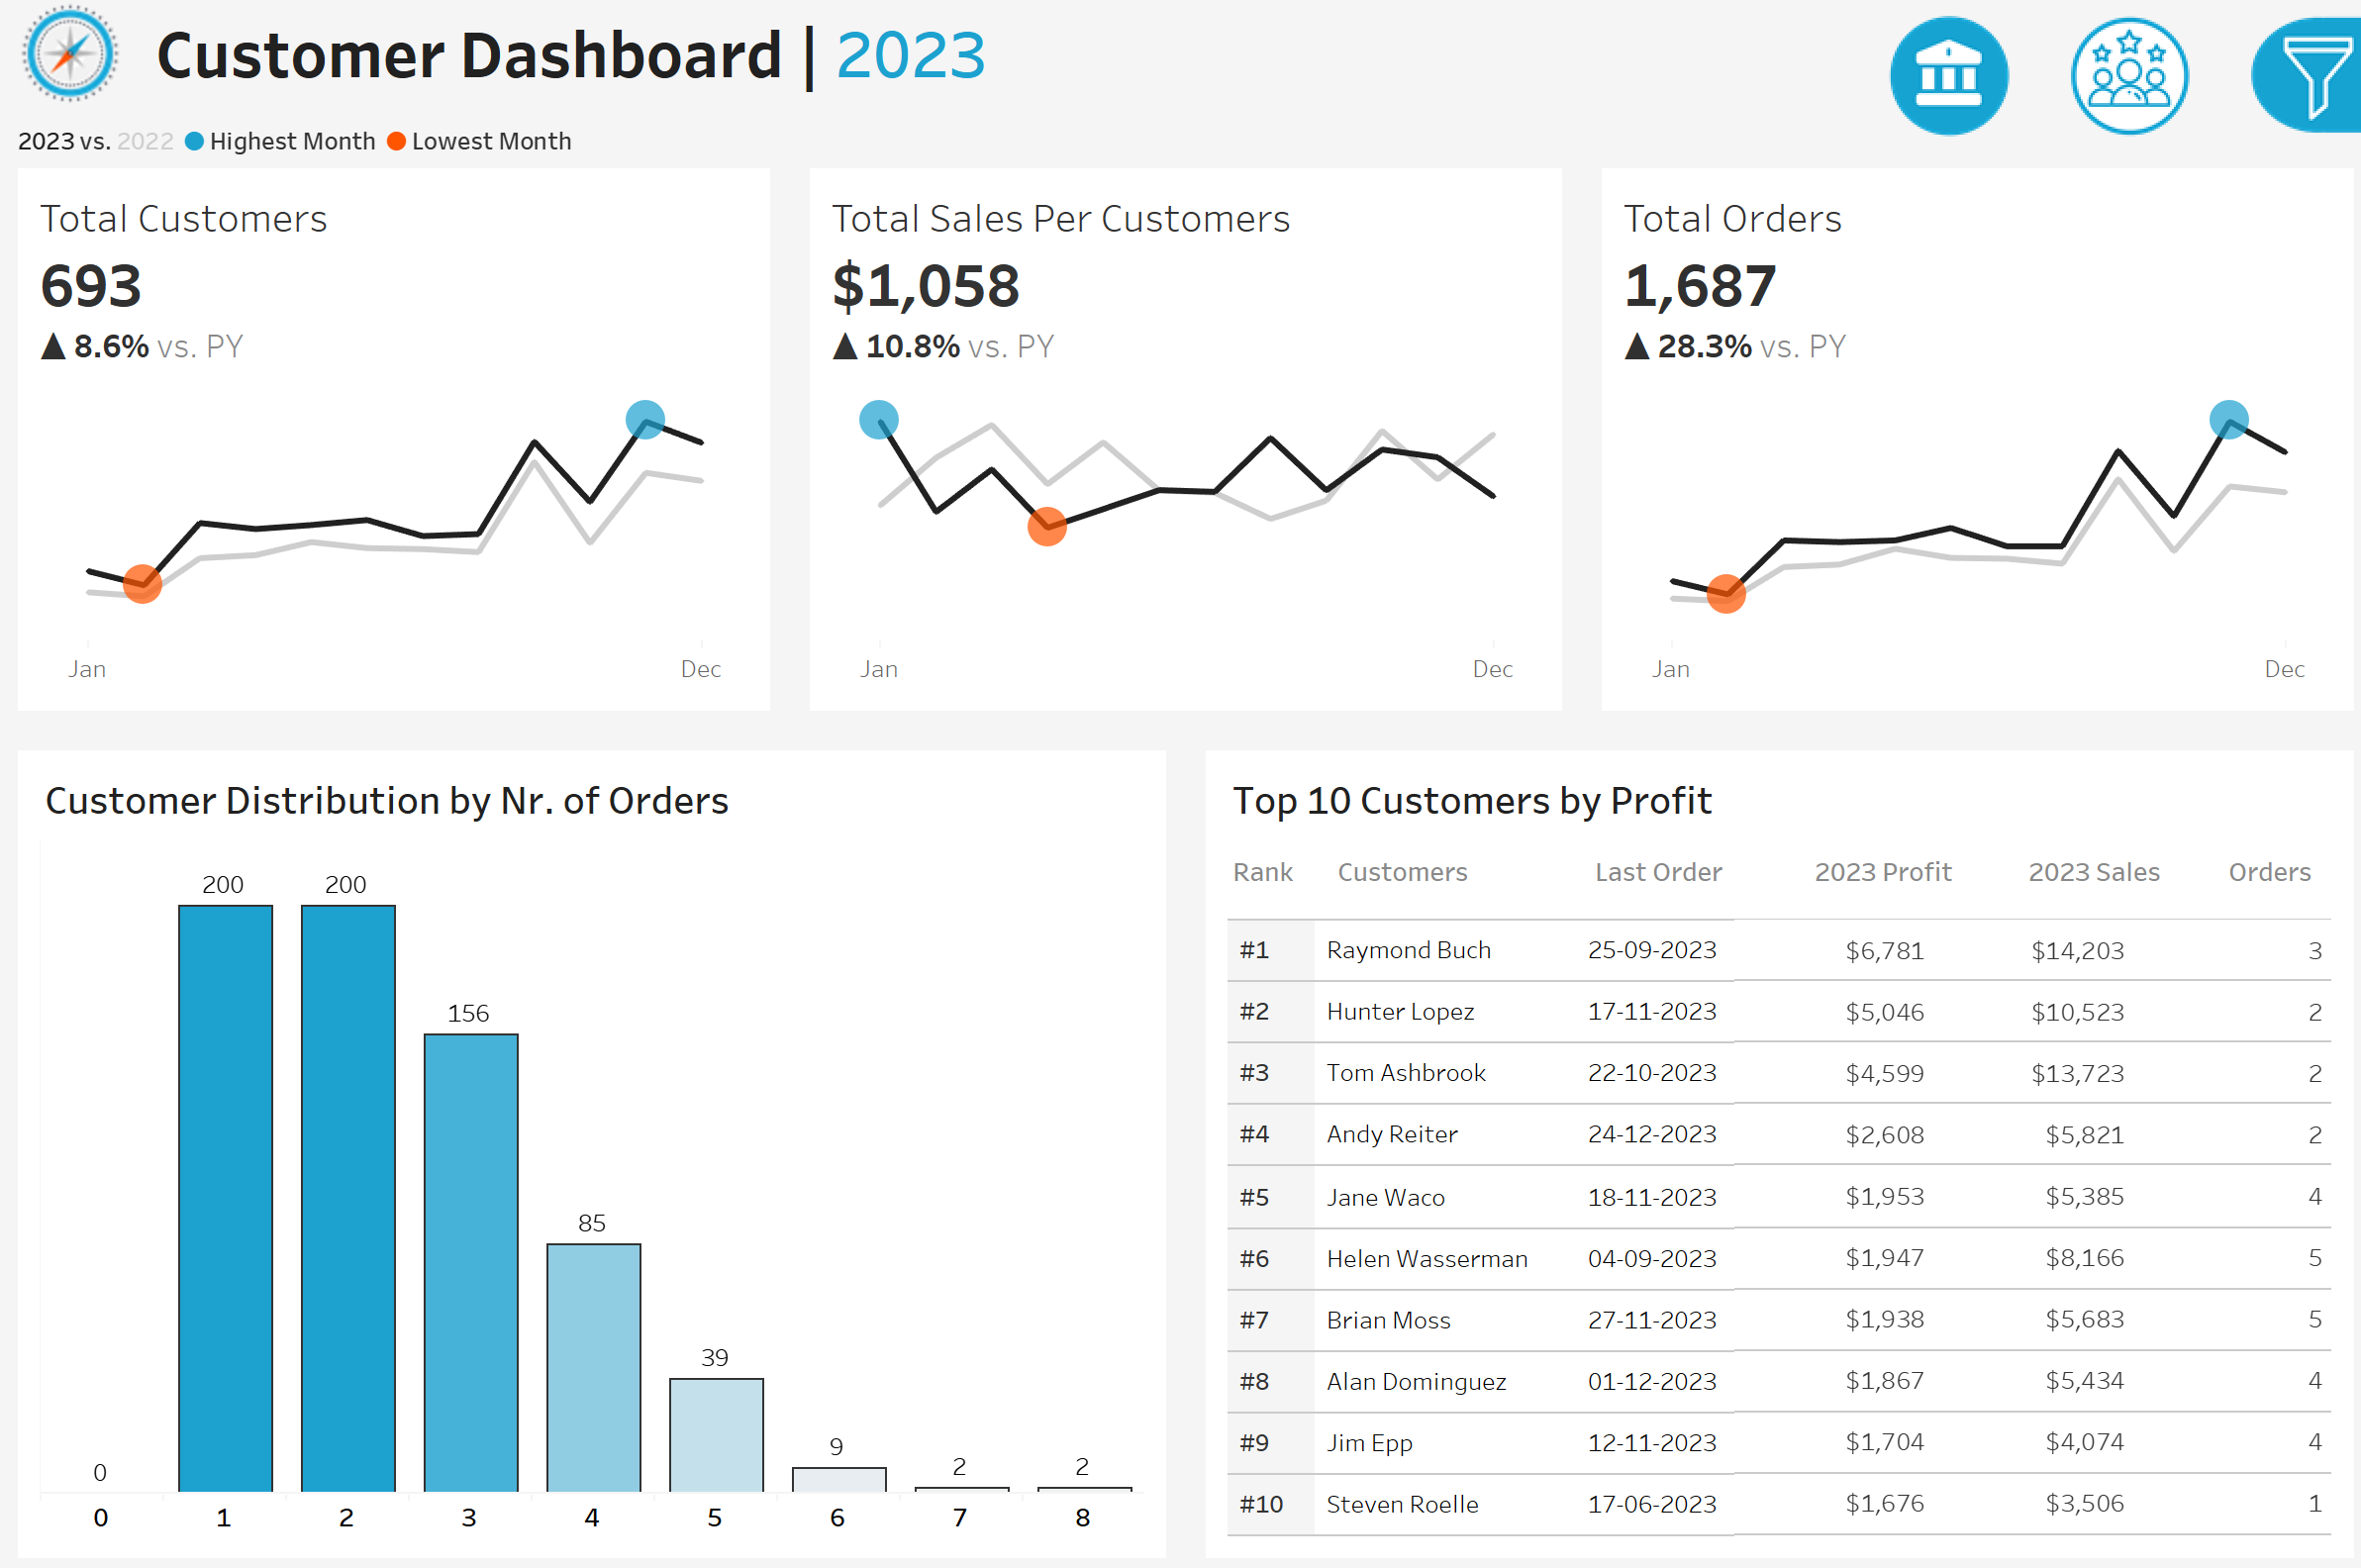 Customer Dashboard | 2023
2023 vs. 2022 Highest Month Lowest Month
Total Customers
693
▲ 8.6% vs. PY
Jan Dec
Total Sales Per Customers
$1,058
▲ 10.8% vs. PY
Jan Dec
Total Orders
1,687
▲ 28.3% vs. PY
Jan Dec
Customer Distribution by Nr. of Orders
0 200 200 156 85 39 9 2 2
0 1 2 3 4 5 6 7 8
Top 10 Customers by Profit
Rank Customers Last Order 2023 Profit 2023 Sales Orders
#1 Raymond Buch 25-09-2023 $6,781 $14,203 3
#2 Hunter Lopez 17-11-2023 $5,046 $10,523 2
#3 Tom Ashbrook 22-10-2023 $4,599 $13,723 2
#4 Andy Reiter 24-12-2023 $2,608 $5,821 2
#5 Jane Waco 18-11-2023 $1,953 $5,385 4
#6 Helen Wasserman 04-09-2023 $1,947 $8,166 5
#7 Brian Moss 27-11-2023 $1,938 $5,683 5
#8 Alan Dominguez 01-12-2023 $1,867 $5,434 4
#9 Jim Epp 12-11-2023 $1,704 $4,074 4
#10 Steven Roelle 17-06-2023 $1,676 $3,506 1